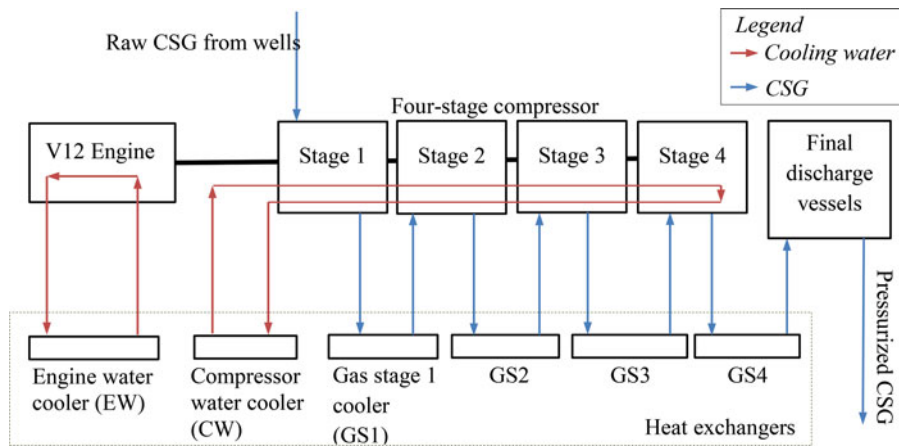 Raw CSG from wells
Legend
Cooling water
CSG
Four-stage compressor
V12 Engine
Stage 1
Stage 2
Stage 3
Stage 4
Final
discharge
vessels
Pressurized CSG
Engine water
cooler (EW)
Compressor
water cooler
(CW)
Gas stage 1
cooler
(GS1)
GS2
GS3
GS4
Heat exchangers